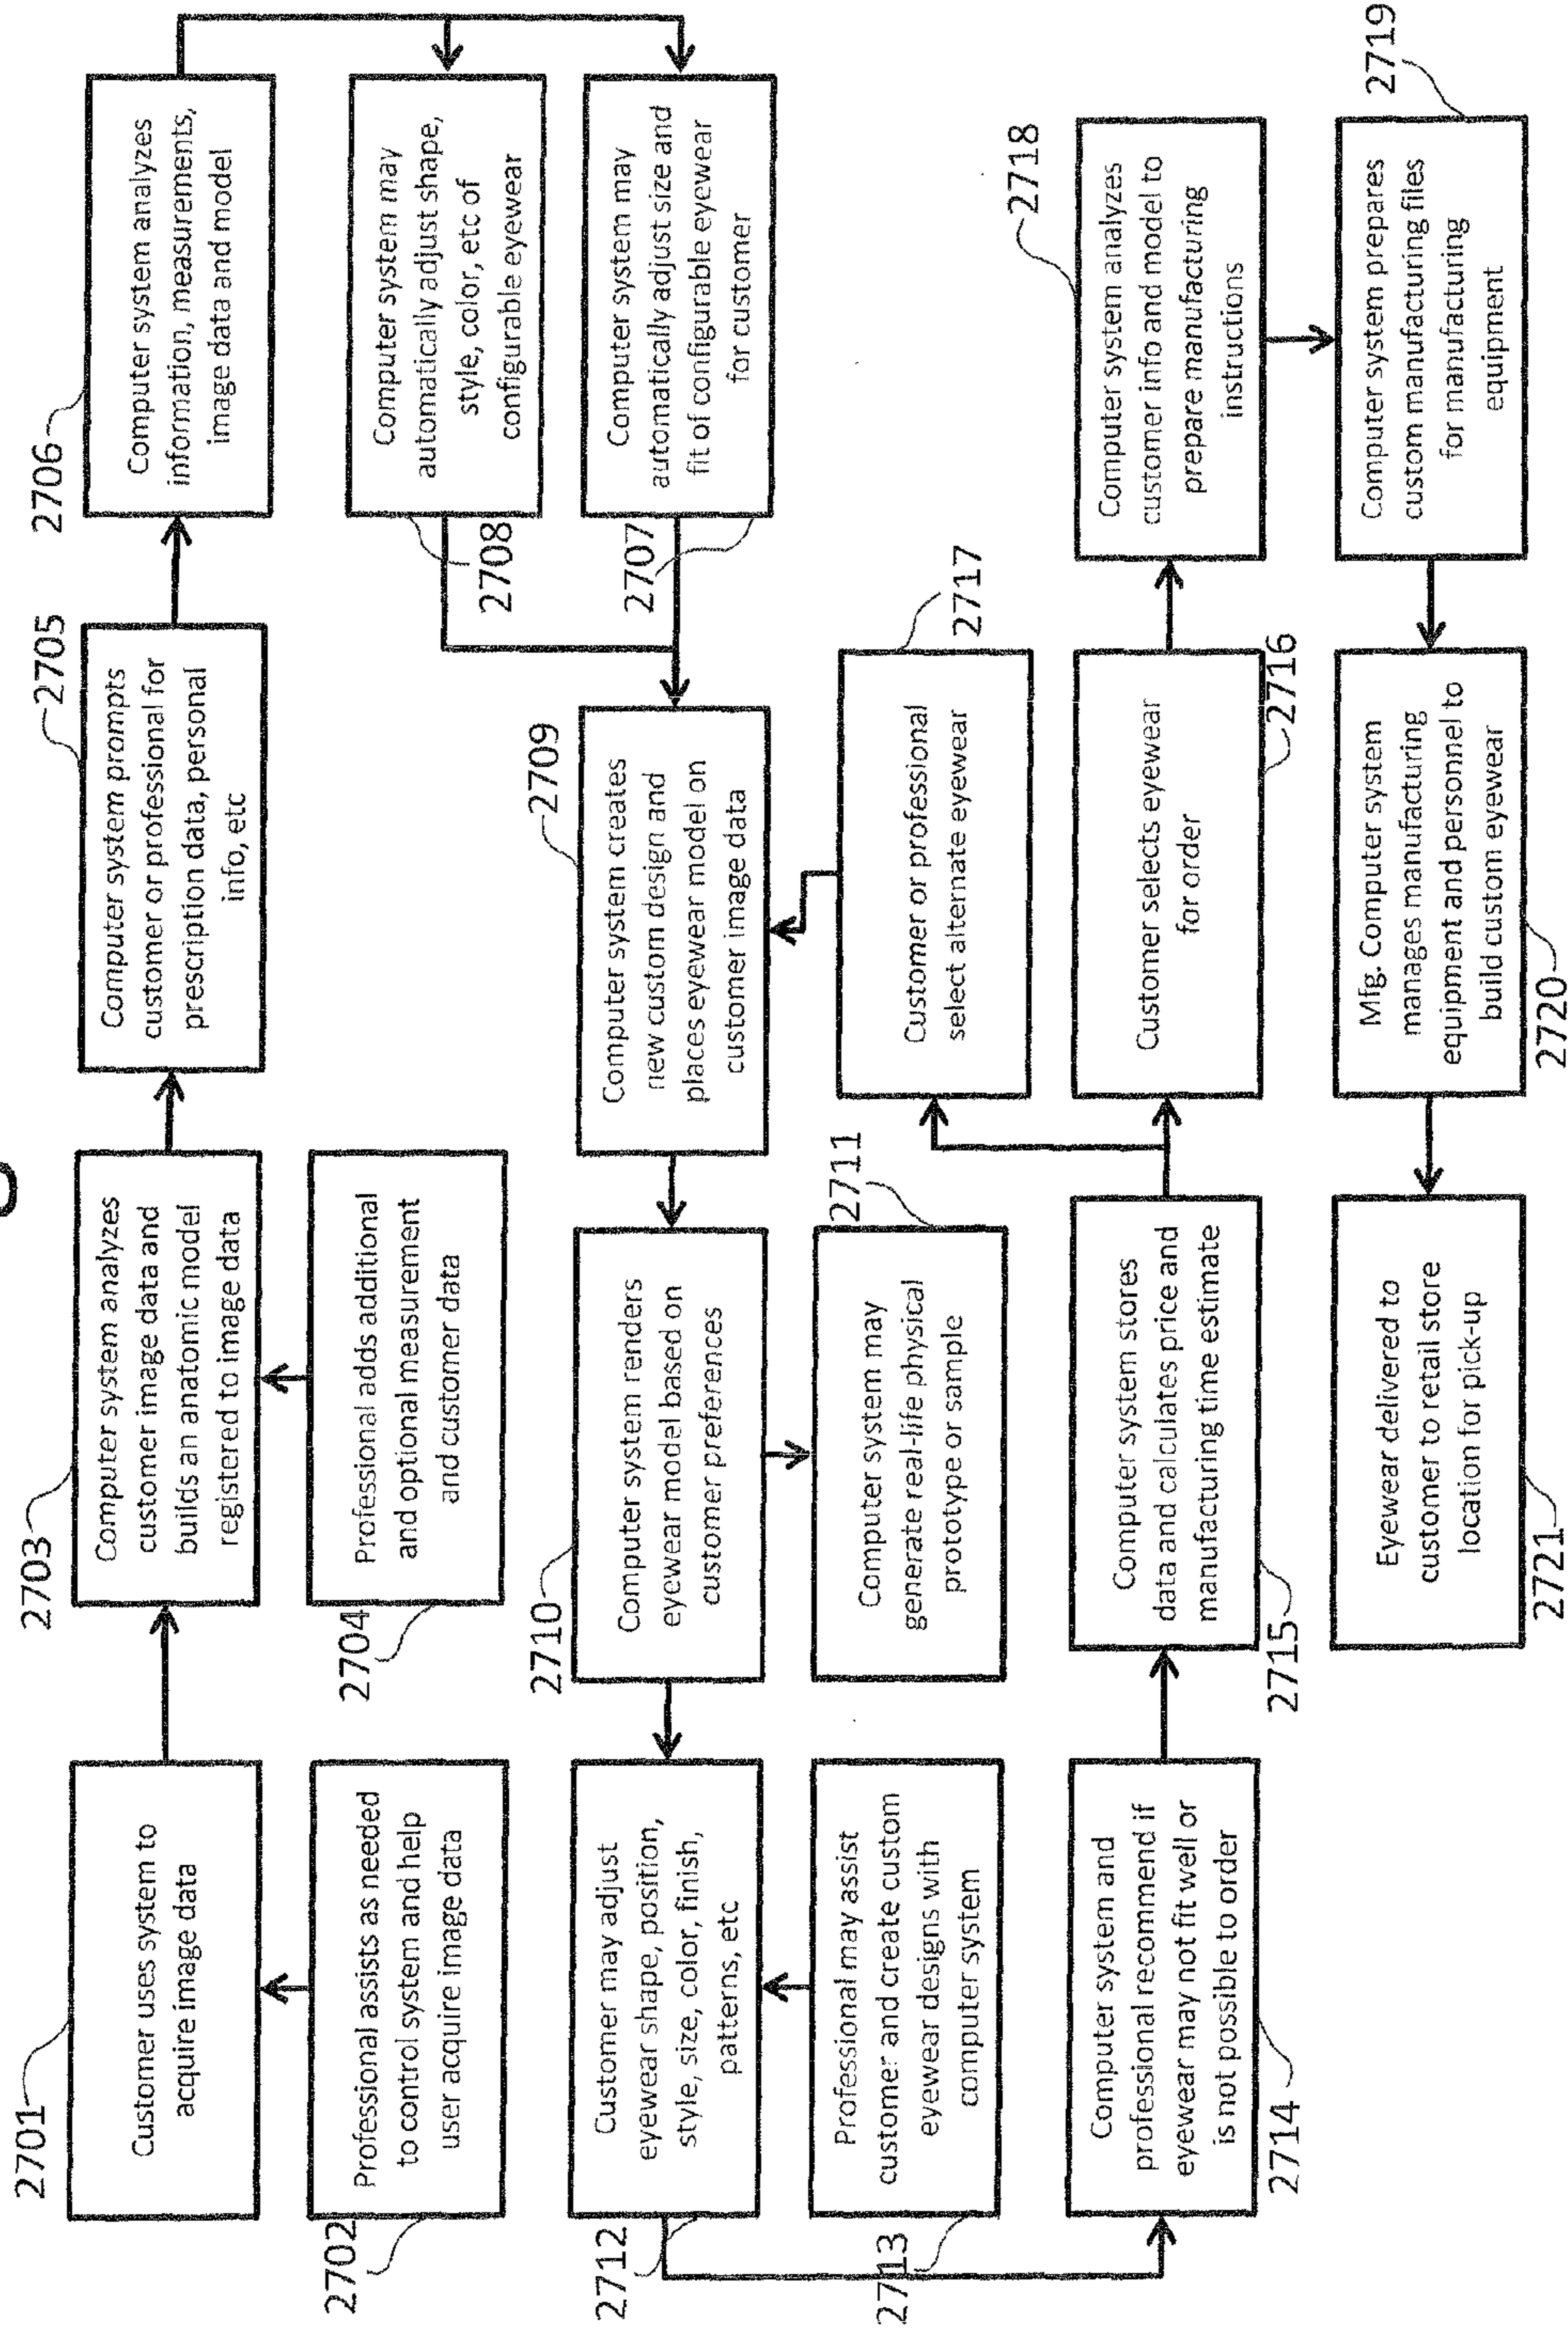 2701
Customer uses system to
acquire image data
2702
Professional assists as needed
to control system and help
user acquire image data
2703
Computer system analyzes
customer image data and
builds an anatomic model
registered to image data
2704
Professional adds additional
and optional measurement
and customer data
2705
Computer system prompts
customer or professional for
prescription data, personal
info, etc
2706
Computer system analyzes
information, measurements,
image data and model
2708
Computer system may
automatically adjust shape,
style, color, etc of
configurable eyewear
2707
Computer system may
automatically adjust size and
fit of configurable eyewear
for customer
2709
Computer system creates
new custom design and
places eyewear model on
customer image data
2710
Computer system renders
eyewear model based on
customer preferences
2711
Computer system may
generate real-life physical
prototype or sample
2712
Customer may adjust
eyewear shape, position,
style, size, color, finish,
patterns, etc
2713
Professional may assist
customer and create custom
eyewear designs with
computer system
2714
Computer system and
professional recommend if
eyewear may not fit well or
is not possible to order
2715
Computer system stores
data and calculates price and
manufacturing time estimate
2717
Customer or professional
select alternate eyewear
2716
Customer selects eyewear
for order
2718
Computer system analyzes
customer info and model to
prepare manufacturing
instructions
2719
Computer system prepares
custom manufacturing files
for manufacturing
equipment
2720
Mfg. Computer system
manages manufacturing
equipment and personnel to
build custom eyewear
2721
Eyewear delivered to
customer to retail store
location for pick-up